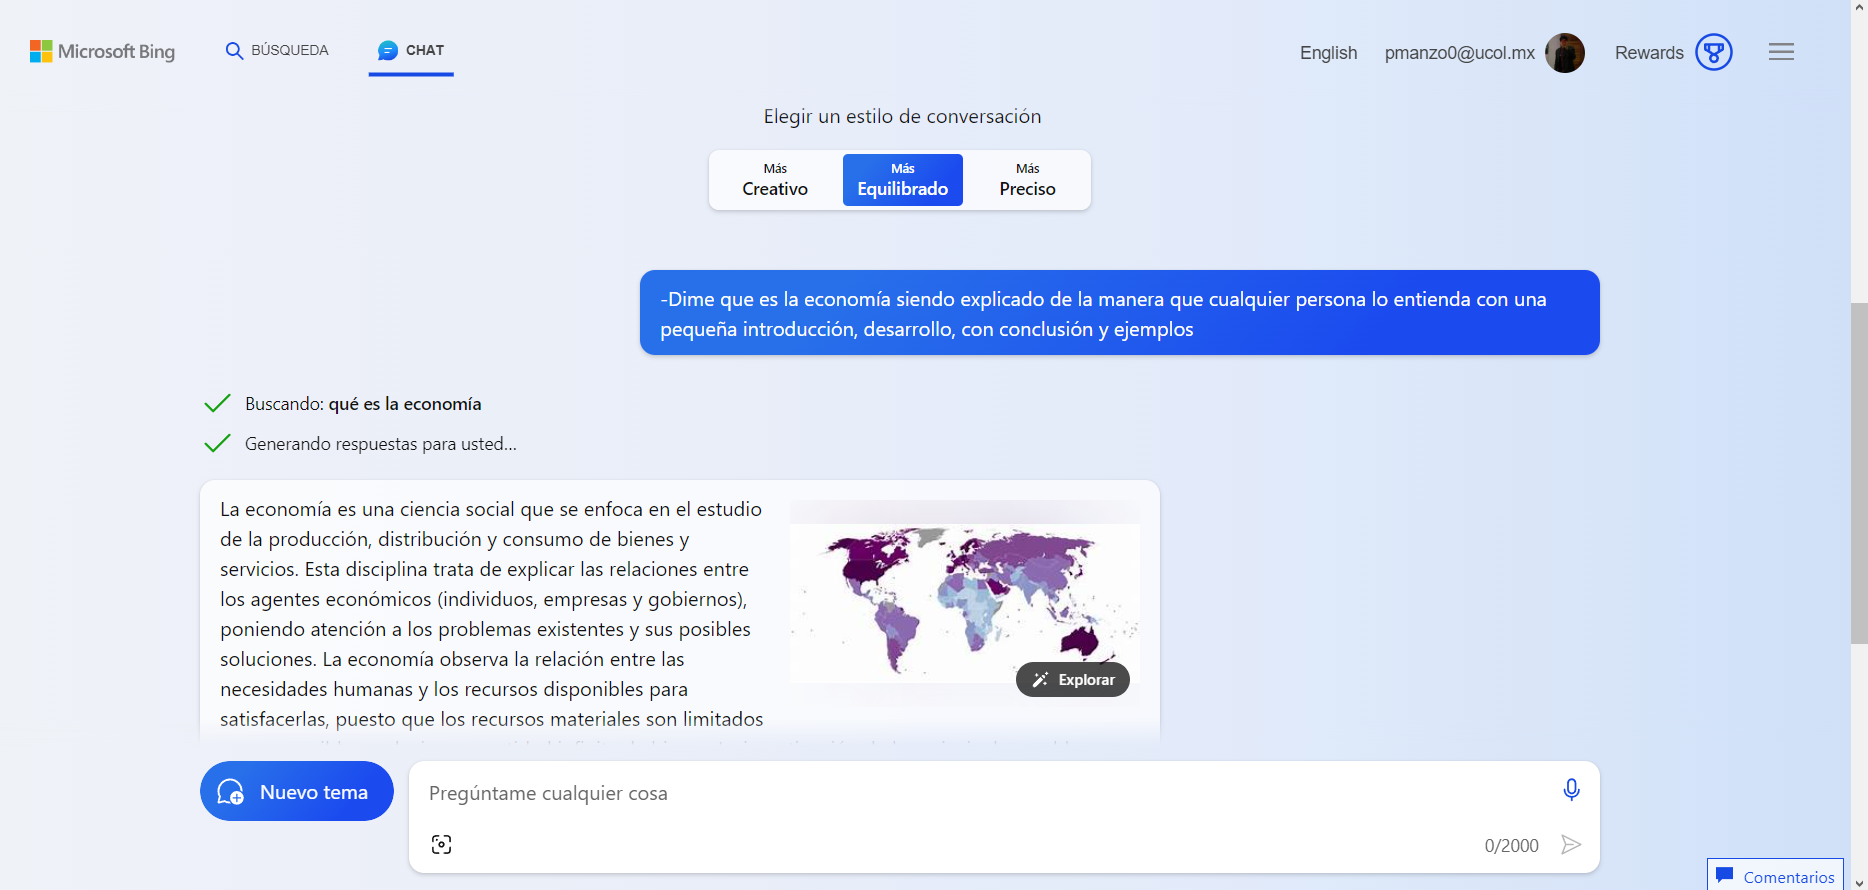 Microsoft Bing
BÚSQUEDA
CHAT
English
pmanzo0@ucol.mx
Rewards
Elegir un estilo de conversación
Más
Creativo
Más
Equilibrado
Más
Preciso
-Dime que es la economía siendo explicado de la manera que cualquier persona lo entienda con una
pequeña introducción, desarrollo, con conclusión y ejemplos
Buscando: qué es la economía
Generando respuestas para usted...
La economía es una ciencia social que se enfoca en el estudio
de la producción, distribución y consumo de bienes y
servicios. Esta disciplina trata de explicar las relaciones entre
los agentes económicos (individuos, empresas y gobiernos),
poniendo atención a los problemas existentes y sus posibles
soluciones. La economía observa la relación entre las
necesidades humanas y los recursos disponibles para
satisfacerlas, puesto que los recursos materiales son limitados
Explorar
Nuevo tema
Pregúntame cualquier cosa
0/2000
Comentarios